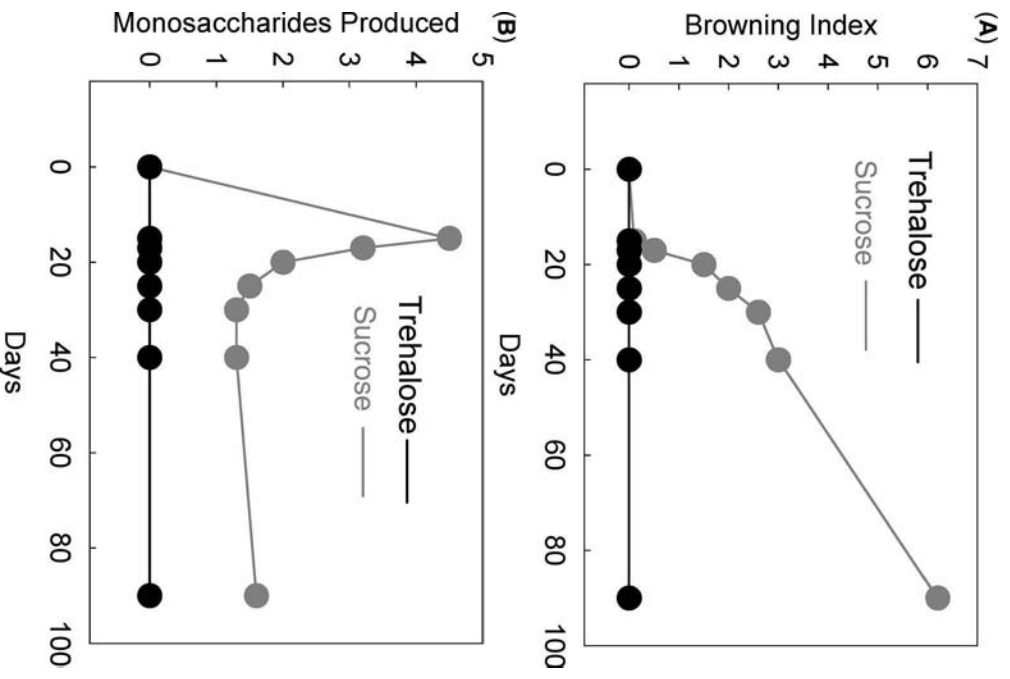 (A)
Browning Index
7
6
5
4
3
2
1
0
Trehalose
Sucrose
0
20
40
60
80
100
Days
(B)
Monosaccharides Produced
5
4
3
2
1
0
Trehalose
Sucrose
0
20
40
60
80
100
Days